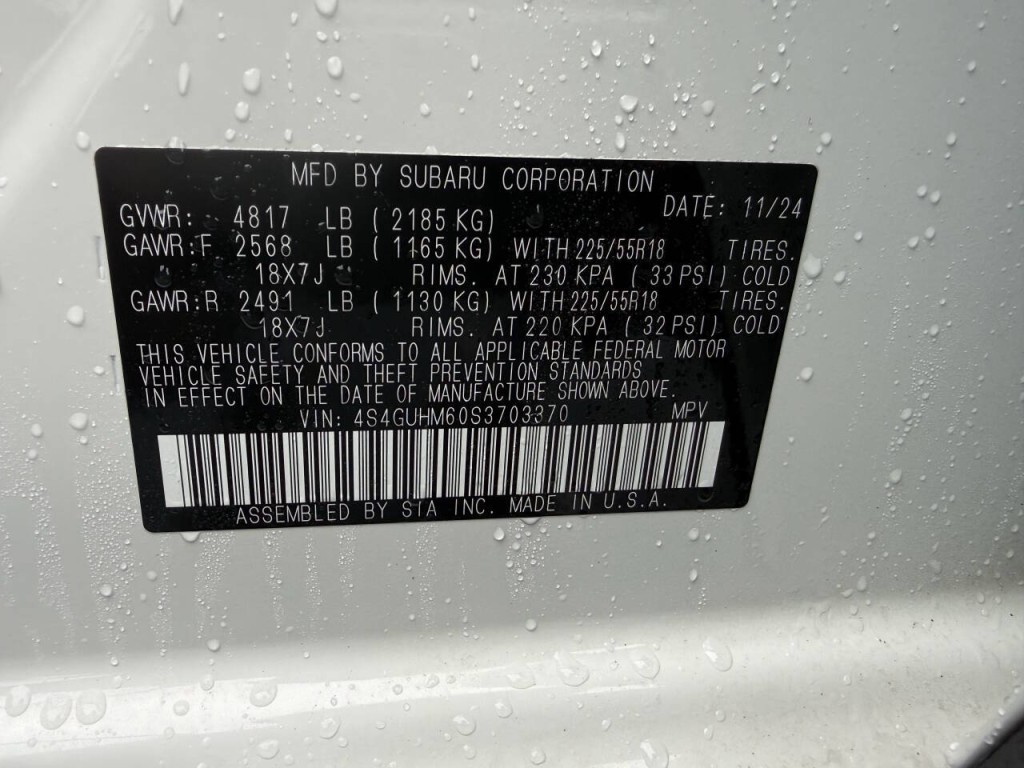 MFD BY SUBARU CORPORATION
DATE: 11/24
GVWR: 4817 LB (2185 KG)
GAWR:F 2568 LB (1165 KG) WITH 225/55R18 TIRES.
18X7J RIMS. AT 230 KPA (33 PSI) COLD
GAWR:R 2491 LB (1130 KG) WITH 225/55R18 TIRES.
18X7J RIMS. AT 220 KPA (32 PSI) COLD
THIS VEHICLE CONFORMS TO ALL APPLICABLE FEDERAL MOTOR
VEHICLE SAFETY AND THEFT PREVENTION STANDARDS
IN EFFECT ON THE DATE OF MANUFACTURE SHOWN ABOVE.
VIN: 4S4GUHM60S3703370 MPV
ASSEMBLED BY SIA INC. MADE IN U.S.A.